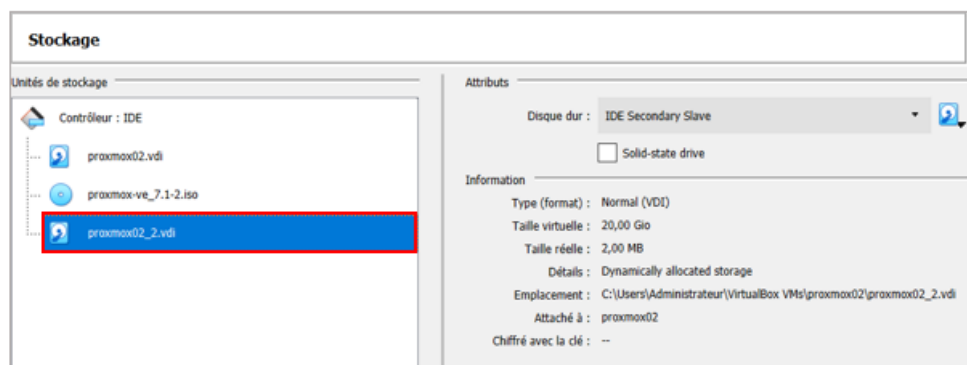 Stockage
Unités de stockage
Contrôleur : IDE
proxmox02.vdi
proxmox-ve_7.1-2.iso
proxmox02_2.vdi
Attributs
Disque dur : IDE Secondary Slave
Solid-state drive
Information
Type (format) : Normal (VDI)
Taille virtuelle : 20,00 Gio
Taille réelle : 2,00 MB
Détails : Dynamically allocated storage
Emplacement : C:\Users\Administrateur\VirtualBox VMs\proxmox02\proxmox02_2.vdi
Attaché à : proxmox02
Chiffré avec la clé : --